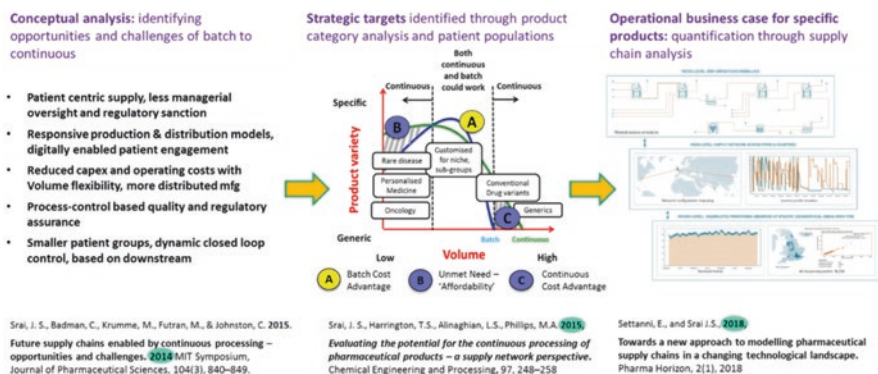 Conceptual analysis: identifying
opportunities and challenges of batch to
continuous
• Patient centric supply, less managerial
oversight and regulatory sanction
• Responsive production & distribution models,
digitally enabled patient engagement
• Reduced capex and operating costs with
Volume flexibility, more distributed mfg
• Process-control based quality and regulatory
assurance
• Smaller patient groups, dynamic closed loop
control, based on downstream
Srai, J. S., Badman, C., Krumme, M., Futran, M., & Johnston, C. 2015.
Future supply chains enabled by continuous processing –
opportunities and challenges. 2014 MIT Symposium,
Journal of Pharmaceutical Sciences, 104(3), 840–849.
Strategic targets identified through product
category analysis and patient populations
Both
continuous
and batch
could work
Continuous
Continuous
Specific
Product variety
Generic
B
A
C
Rare disease
Personalised
Medicine
Oncology
Customised
for niche,
sub-groups
Conventional
Drug variants
Generics
Batch
Continuous
Low
Volume
High
A
Batch Cost
Advantage
B
Unmet Need –
'Affordability'
C
Continuous
Cost Advantage
Srai, J. S., Harrington, T.S., Alinaghian, L.S., Phillips, M.A. 2015,
Evaluating the potential for the continuous processing of
pharmaceutical products – a supply network perspective.
Chemical Engineering and Processing, 97, 248–258
Operational business case for specific
products: quantification through supply
chain analysis
Settanni, E., and Srai J.S., 2018,
Towards a new approach to modelling pharmaceutical
supply chains in a changing technological landscape.
Pharma Horizon, 2(1), 2018